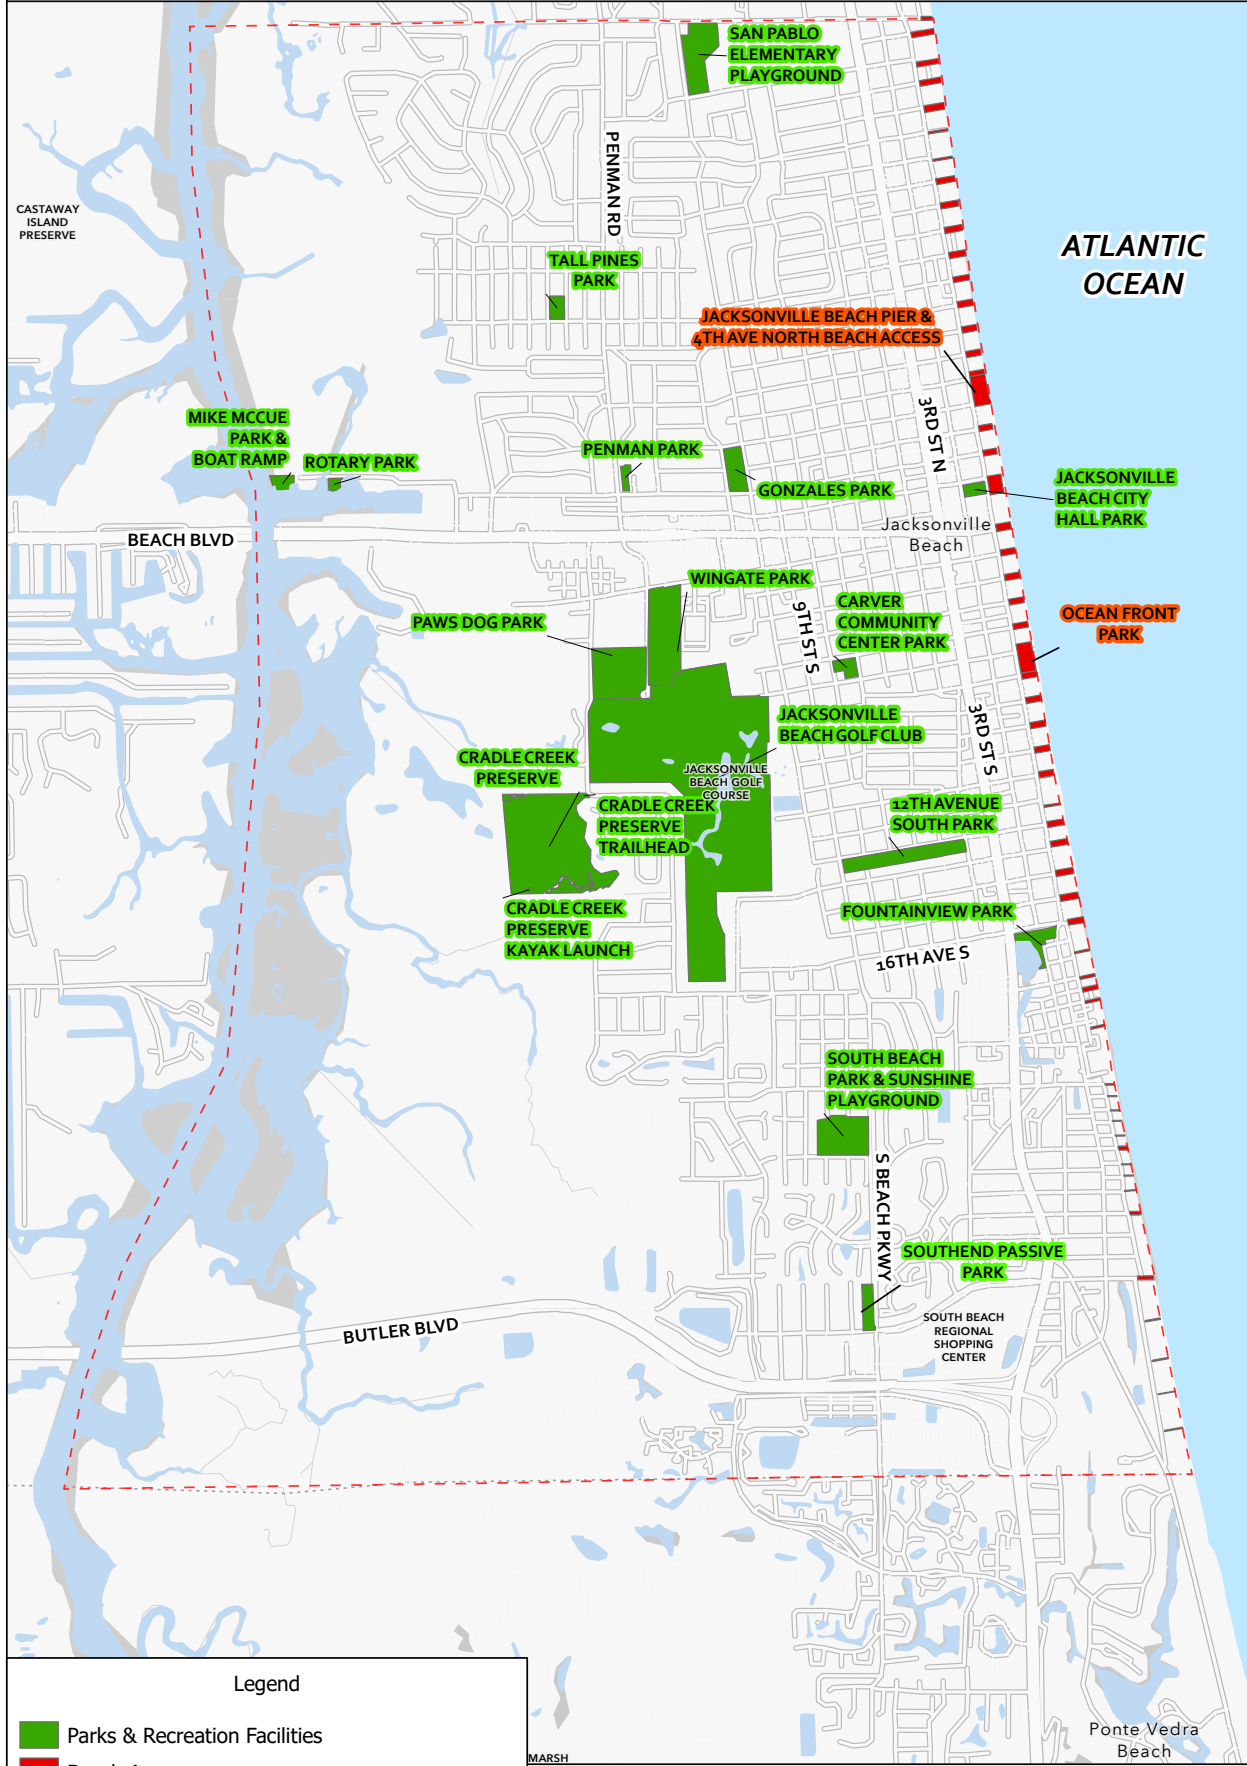 SAN PABLO
ELEMENTARY
PLAYGROUND
PENMAN RD
CASTAWAY
ISLAND
PRESERVE
ATLANTIC
OCEAN
TALL PINES
PARK
JACKSONVILLE BEACH PIER &
4TH AVE NORTH BEACH ACCESS
3RD ST N
MIKE MCCUE
PARK &
BOAT RAMP
ROTARY PARK
PENMAN PARK
GONZALES PARK
JACKSONVILLE
BEACH CITY
HALL PARK
Jacksonville
Beach
BEACH BLVD
WINGATE PARK
PAWS DOG PARK
9TH ST S
CARVER
COMMUNITY
CENTER PARK
OCEAN FRONT
PARK
3RD ST S
JACKSONVILLE
BEACH GOLF CLUB
JACKSONVILLE
BEACH GOLF
COURSE
CRADLE CREEK
PRESERVE
CRADLE CREEK
PRESERVE
TRAILHEAD
12TH AVENUE
SOUTH PARK
CRADLE CREEK
PRESERVE
KAYAK LAUNCH
FOUNTAINVIEW PARK
16TH AVE S
SOUTH BEACH
PARK & SUNSHINE
PLAYGROUND
S BEACH PKWY
SOUTHEND PASSIVE
PARK
SOUTH BEACH
REGIONAL
SHOPPING
CENTER
BUTLER BLVD
Legend
Parks & Recreation Facilities
MARSH
Ponte Vedra
Beach